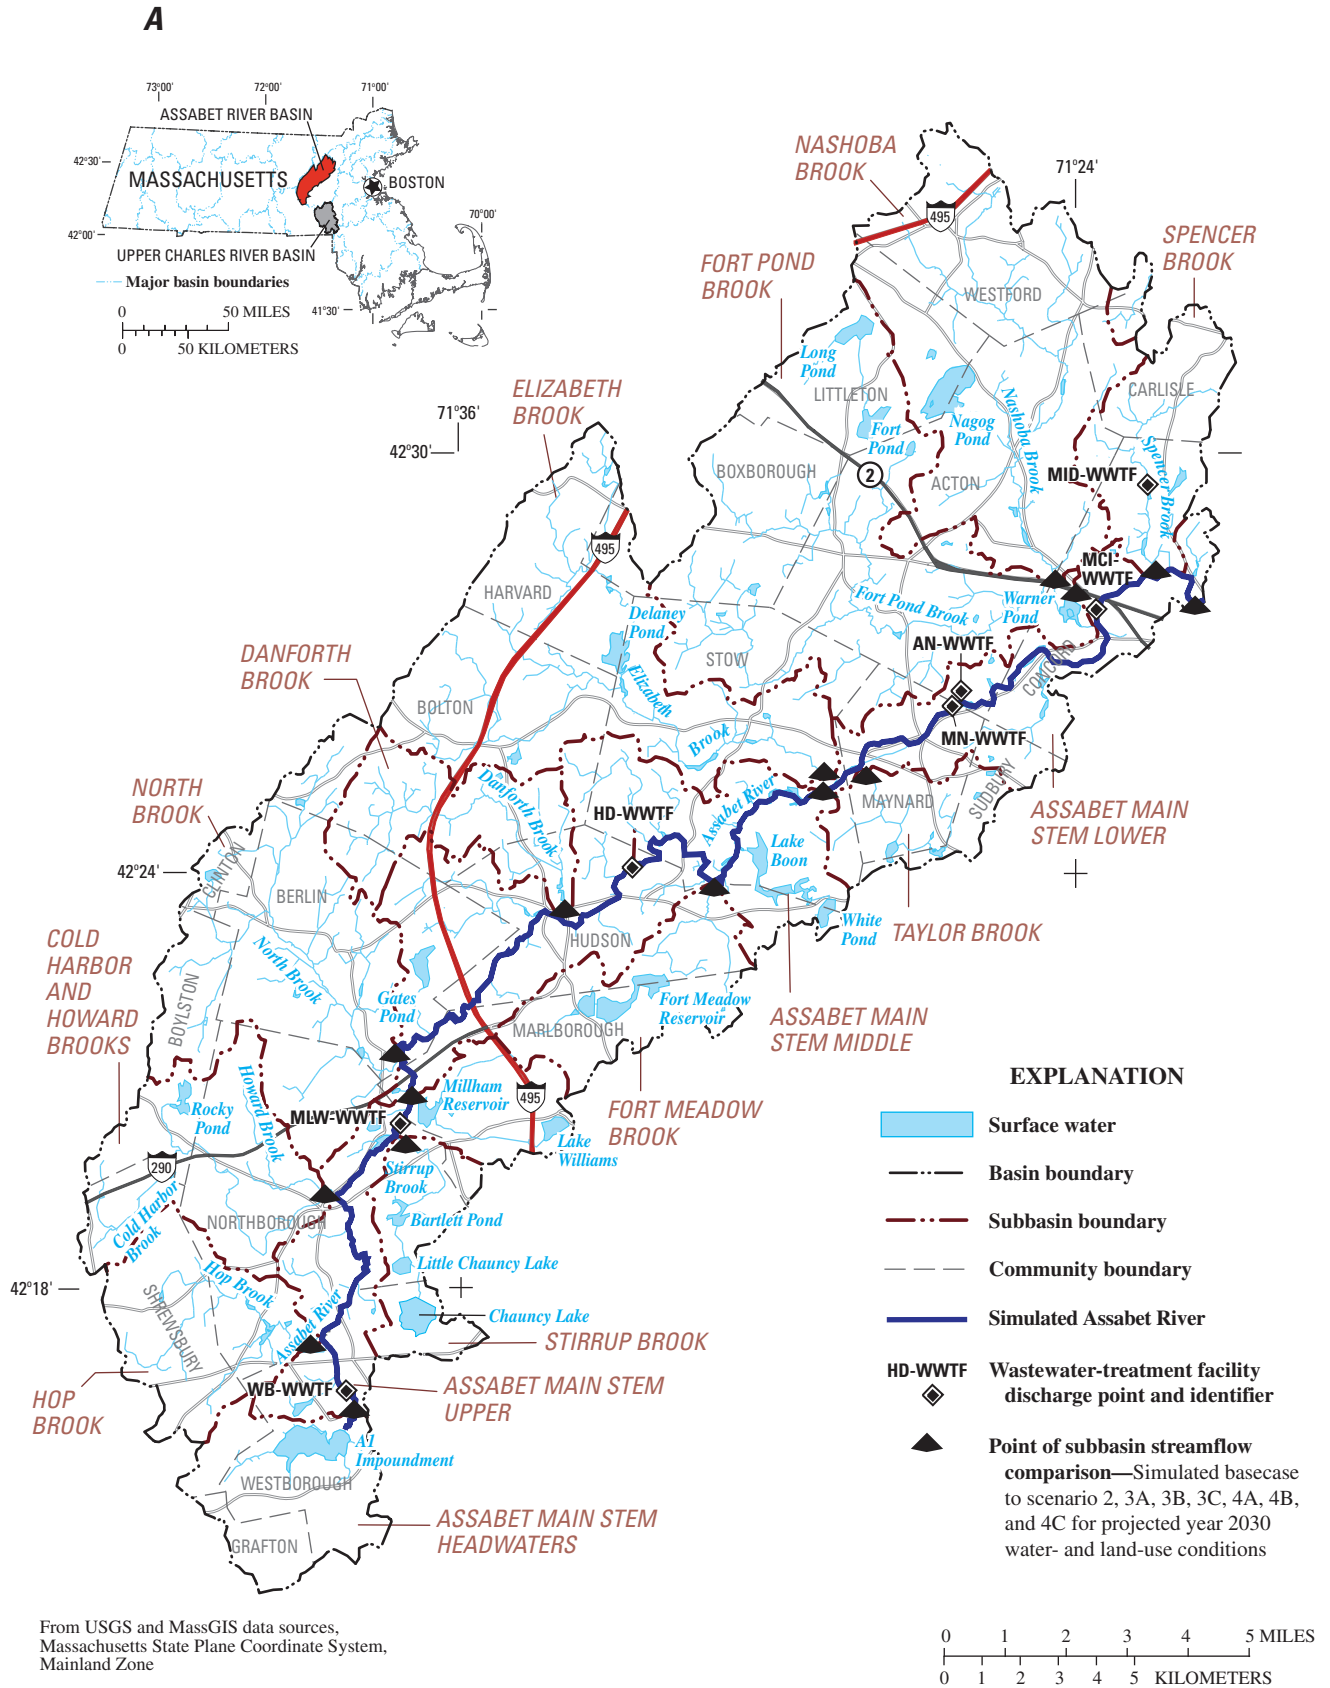 A
73°00'
72°00'
71°00'
ASSABET RIVER BASIN
42°30'
MASSACHUSETTS
BOSTON
70°00'
42°00'
UPPER CHARLES RIVER BASIN
Major basin boundaries
0 50 MILES
0 50 KILOMETERS
41°30'
NASHOBA
BROOK
71°24'
495
SPENCER
BROOK
FORT POND
BROOK
WESTFORD
Long
Pond
LITTLETON
CARLISLE
ELIZABETH
BROOK
71°36'
42°30'
Nagog
Pond
Fort
Pond
Nashoba Brook
Spencer Brook
BOXBOROUGH
2
ACTON
MID-WWTF
495
MCI-
WWTF
HARVARD
Delaney
Pond
Fort Pond Brook
Warner
Pond
AN-WWTF
CONCORD
DANFORTH
BROOK
STOW
Elizabeth
Brook
BOLTON
MN-WWTF
NORTH
BROOK
Danforth Brook
HD-WWTF
Assabet River
MAYNARD
SUDBURY
ASSABET MAIN
STEM LOWER
Lake
Boon
42°24'
CLINTON
BERLIN
White
Pond
TAYLOR BROOK
COLD
HARBOR
AND
HOWARD
BROOKS
HUDSON
North Brook
BOYLSTON
Gates
Pond
Fort Meadow
Reservoir
MARLBOROUGH
ASSABET MAIN
STEM MIDDLE
Howard Brook
Rocky
Pond
MLW-WWTF
Millham
Reservoir
495
FORT MEADOW
BROOK
Lake
Williams
290
Stirrup
Brook
Cold Harbor
Brook
NORTHBOROUGH
Bartlett Pond
Little Chauncy Lake
42°18'
Hop Brook
SHREWSBURY
Assabet River
Chauncy Lake
STIRRUP BROOK
HOP
BROOK
WB-WWTF
ASSABET MAIN STEM
UPPER
A1
Impoundment
WESTBOROUGH
ASSABET MAIN STEM
HEADWATERS
GRAFTON
EXPLANATION
Surface water
Basin boundary
Subbasin boundary
Community boundary
Simulated Assabet River
HD-WWTF Wastewater-treatment facility
discharge point and identifier
Point of subbasin streamflow
comparison—Simulated basecase
to scenario 2, 3A, 3B, 3C, 4A, 4B,
and 4C for projected year 2030
water- and land-use conditions
From USGS and MassGIS data sources,
Massachusetts State Plane Coordinate System,
Mainland Zone
0 1 2 3 4 5 MILES
0 1 2 3 4 5 KILOMETERS